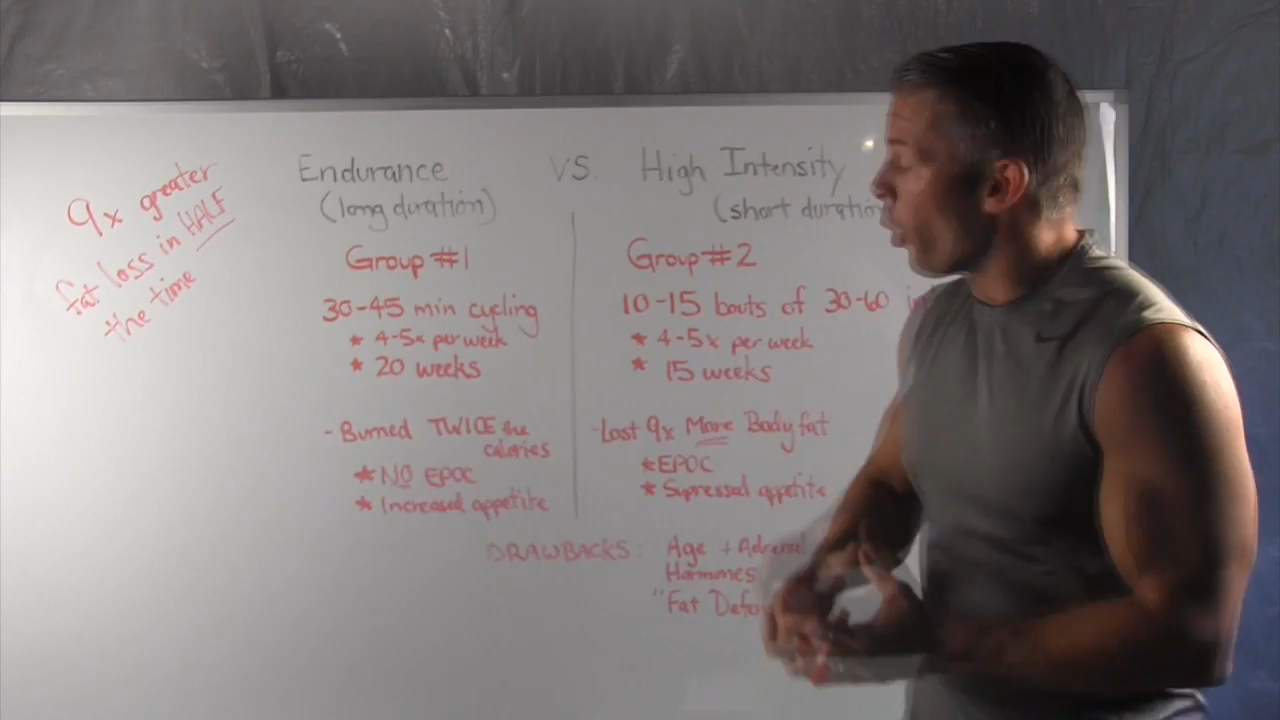 9x greater
fat loss in HALF
the time
Endurance VS. High Intensity
(long duration)
(short duration
Group #1
30-45 min cycling
* 4-5x per week
* 20 weeks
- Burned TWICE the
calories
* NO EPOC
* Increased appetite
Group #2
10-15 bouts of 30-60
* 4-5x per week
* 15 weeks
- Lost 9x More Body fat
* EPOC
* Supressed appetite
DRAWBACKS: Age + Adrenal
Hormones
"Fat